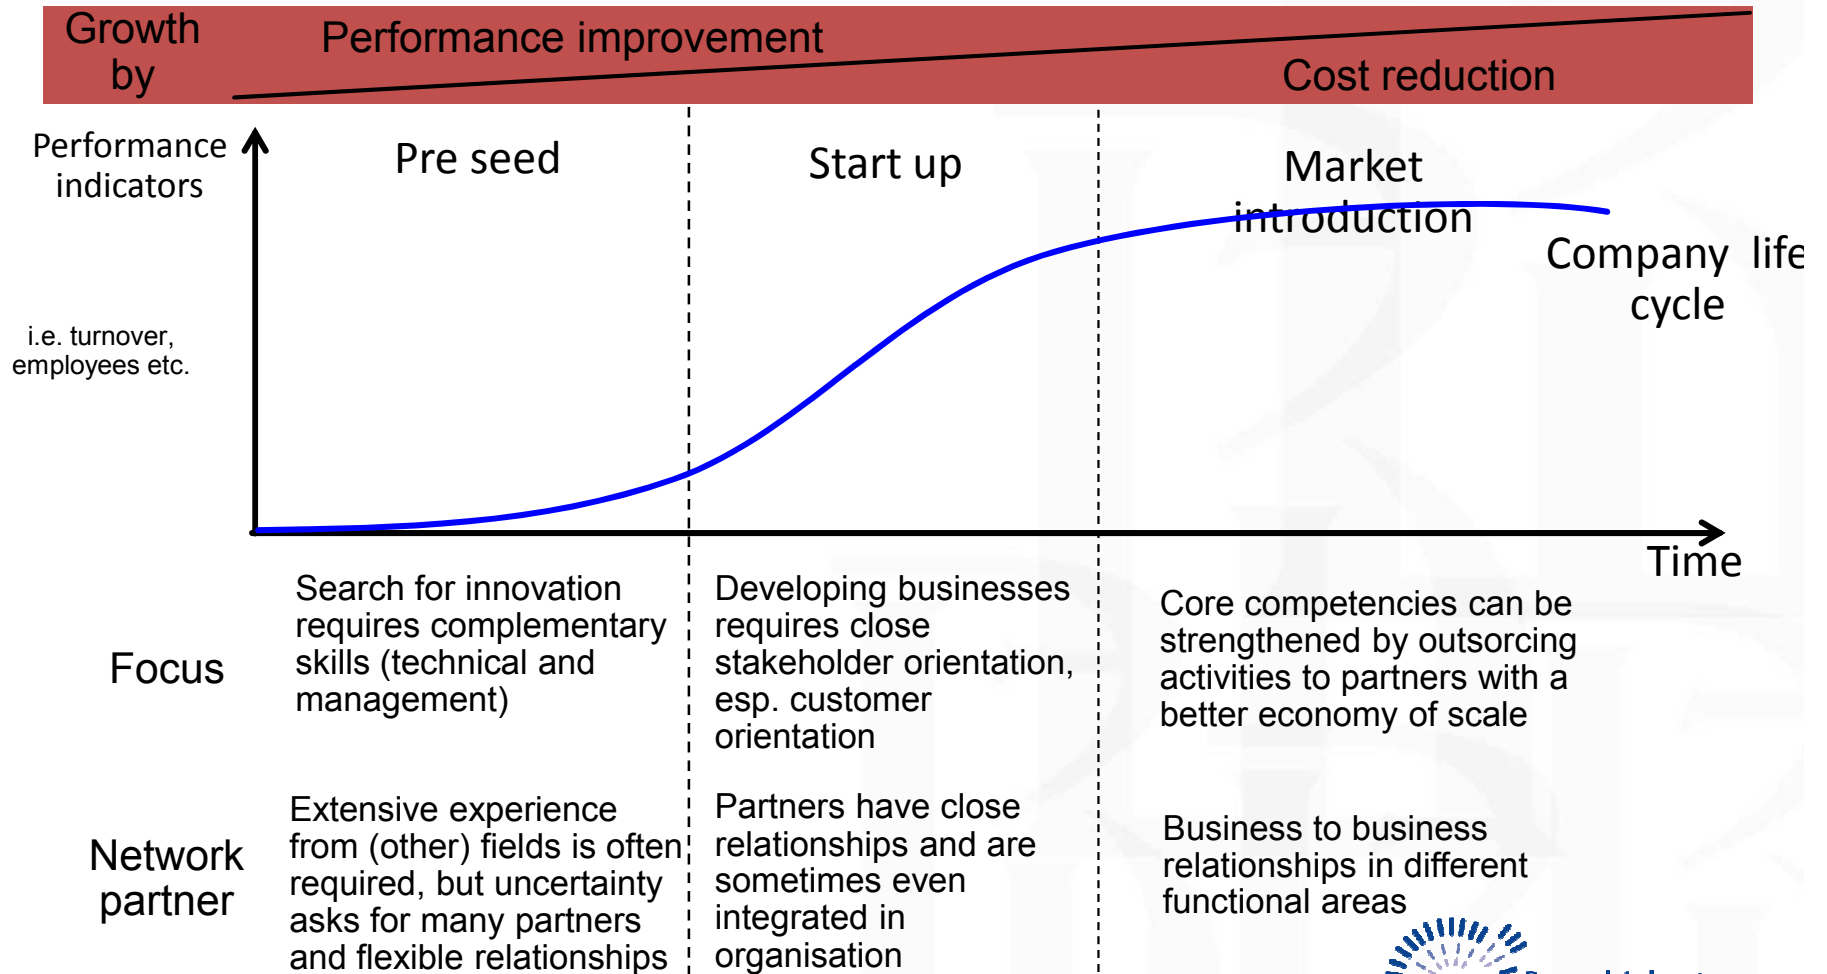 Growth
by
Performance improvement
Cost reduction
Performance
indicators
Pre seed
Start up
Market
introduction
Company life
cycle
i.e. turnover,
employees etc.
Time
Focus
Search for innovation
requires complementary
skills (technical and
management)
Developing businesses
requires close
stakeholder orientation,
esp. customer
orientation
Core competencies can be
strengthened by outsorcing
activities to partners with a
better economy of scale
Network
partner
Extensive experience
from (other) fields is often
required, but uncertainty
asks for many partners
and flexible relationships
Partners have close
relationships and are
sometimes even
integrated in
organisation
Business to business
relationships in different
functional areas